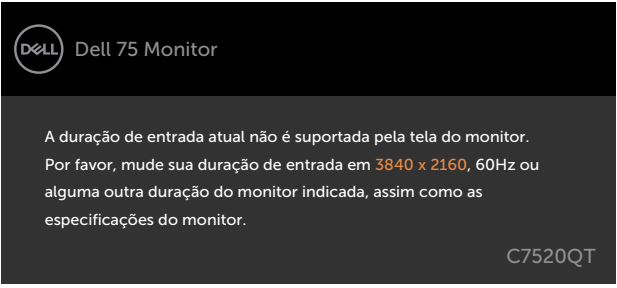 DELL
Dell 75 Monitor
A duração de entrada atual não é suportada pela tela do monitor.
Por favor, mude sua duração de entrada em 3840 x 2160, 60Hz ou
alguma outra duração do monitor indicada, assim como as
especificações do monitor.
C7520QT